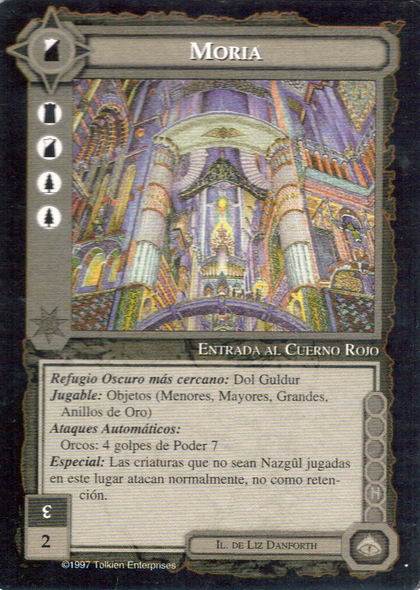 MORIA
ENTRADA AL CUERNO ROJO
Refugio Oscuro más cercano: Dol Guldur
Jugable: Objetos (Menores, Mayores, Grandes,
Anillos de Oro)
Ataques Automáticos:
Orcos: 4 golpes de Poder 7
Especial: Las criaturas que no sean Nazgûl jugadas
en este lugar atacan normalmente, no como reten-
ción.
3
2
IL. DE LIZ DANFORTH
©1997 Tolkien Enterprises